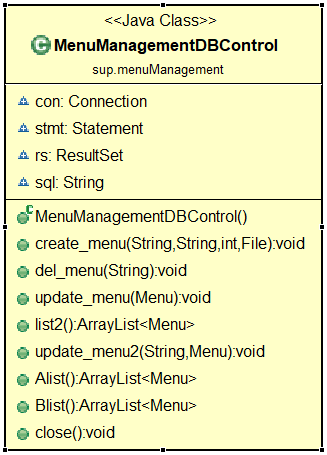 <<Java Class>>
MenuManagementDBControl
sup.menuManagement
con: Connection
stmt: Statement
rs: ResultSet
sql: String
MenuManagementDBControl()
create_menu(String,String,int,File):void
del_menu(String):void
update_menu(Menu):void
list2():ArrayList<Menu>
update_menu2(String,Menu):void
Alist():ArrayList<Menu>
Blist():ArrayList<Menu>
close():void